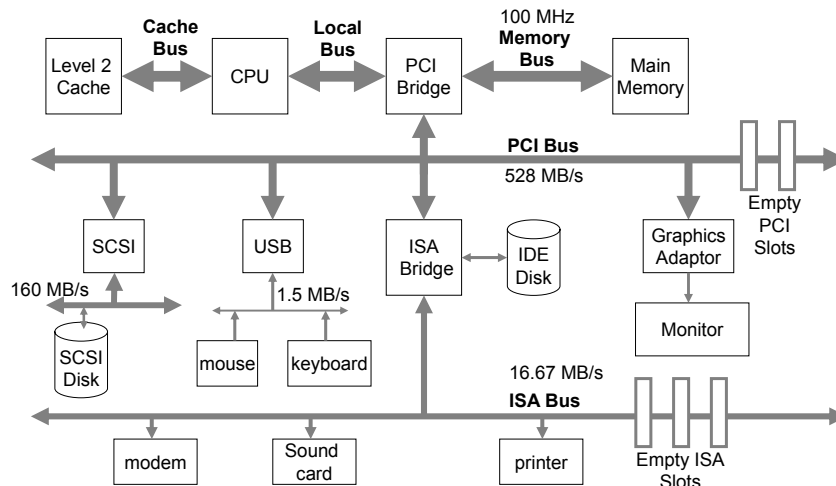 Cache
Bus
Local
Bus
100 MHz
Memory
Bus
Level 2
Cache
CPU
PCI
Bridge
Main
Memory
PCI Bus
528 MB/s
Empty
PCI
Slots
SCSI
USB
ISA
Bridge
IDE
Disk
Graphics
Adaptor
160 MB/s
1.5 MB/s
Monitor
SCSI
Disk
mouse
keyboard
16.67 MB/s
ISA Bus
modem
Sound
card
printer
Empty ISA
Slots